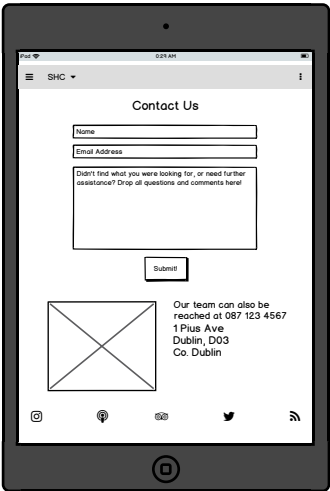 iPad
0:29 AM
SHC
Contact Us
Name
Email Address
Didn't find what you were looking for, or need further
assistance? Drop all questions and comments here!
Submit!
Our team can also be
reached at 087 123 4567
1 Pius Ave
Dublin, D03
Co. Dublin